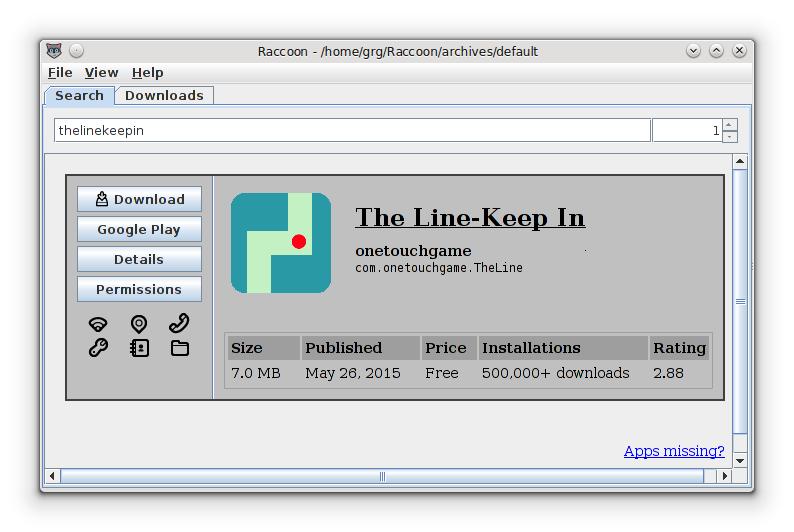 Raccoon - /home/grg/Raccoon/archives/default
File View Help
Search Downloads
thelinekeepin 1
Download
Google Play
Details
Permissions
The Line-Keep In
onetouchgame
com.onetouchgame.TheLine
Size Published Price Installations Rating
7.0 MB May 26, 2015 Free 500,000+ downloads 2.88
Apps missing?